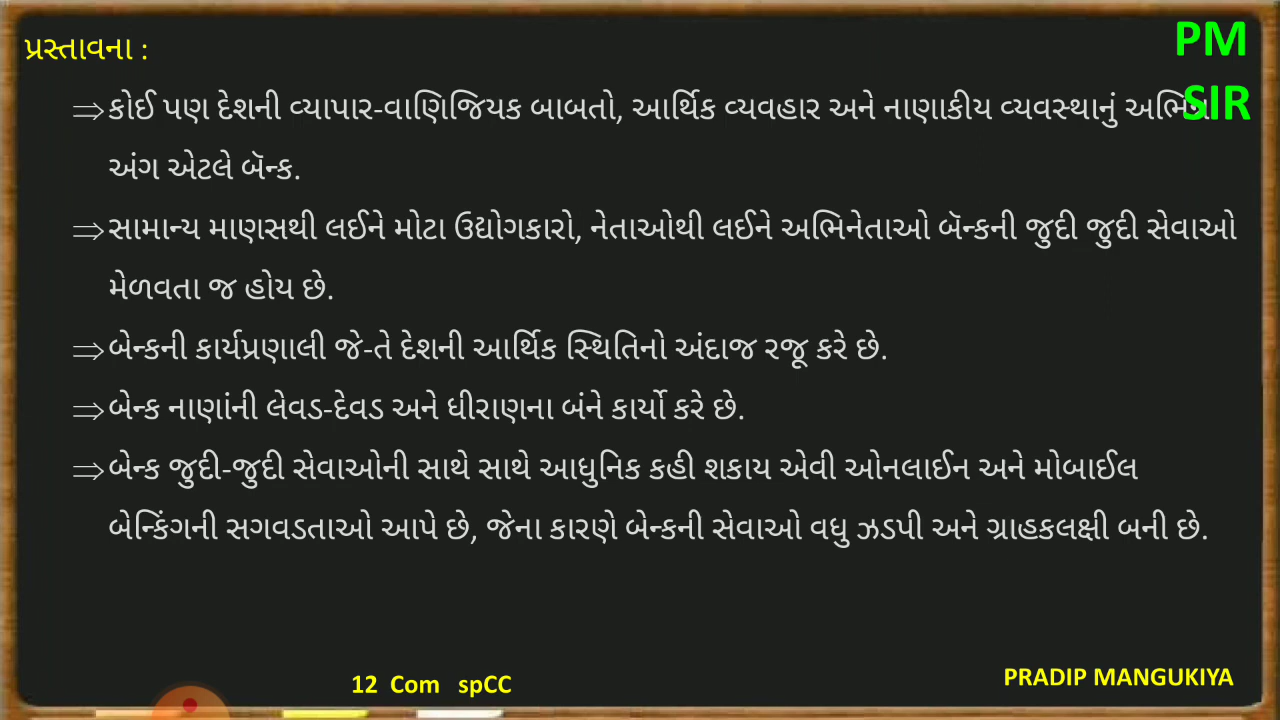 પ્રસ્તાવના :
PM
SIR
⇒કોઈ પણ દેશની વ્યાપાર-વાણિજ્યિક બાબતો, આર્થિક વ્યવહાર અને નાણાકીય વ્યવસ્થાનું
અંગ એટલે બૅન્ક.
⇒સામાન્ય માણસથી લઈને મોટા ઉદ્યોગકારો, નેતાઓથી લઈને અભિનેતાઓ બૅન્કની જુદી જુદી સેવાઓ
મેળવતા જ હોય છે.
⇒બેન્કની કાર્યપ્રણાલી જે-તે દેશની આર્થિક સ્થિતિનો અંદાજ રજૂ કરે છે.
⇒બેન્ક નાણાંની લેવડ-દેવડ અને ધીરાણના બંને કાર્યો કરે છે.
⇒બેન્ક જુદી-જુદી સેવાઓની સાથે સાથે આધુનિક કહી શકાય એવી ઓનલાઈન અને મોબાઈલ
બેન્કિંગની સગવડતાઓ આપે છે, જેના કારણે બેન્કની સેવાઓ વધુ ઝડપી અને ગ્રાહકલક્ષી બની છે.
12 Com spCC
PRADIP MANGUKIYA